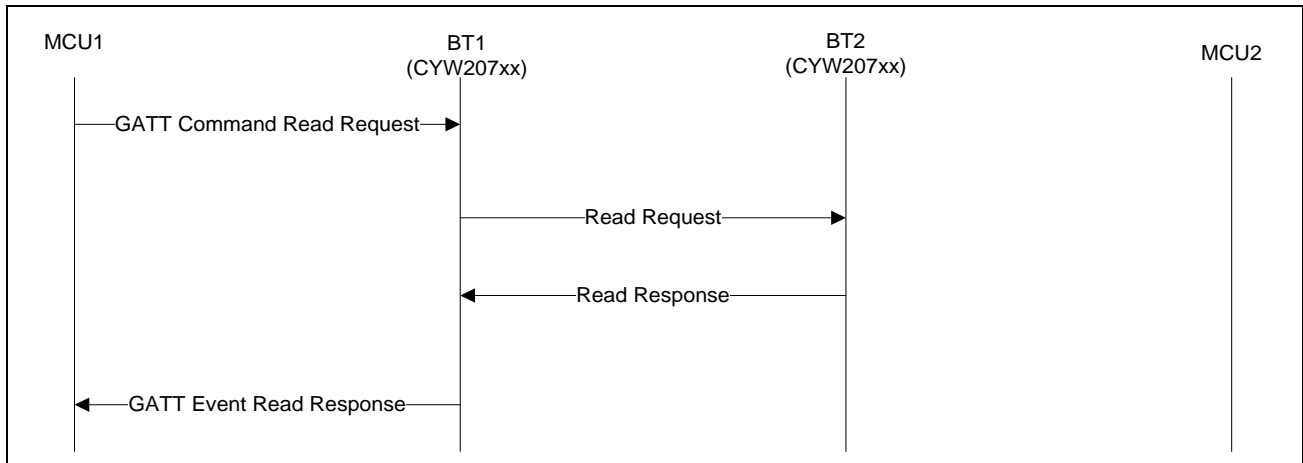 MCU1
BT1
(CYW207xx)
BT2
(CYW207xx)
MCU2
GATT Command Read Request
Read Request
Read Response
GATT Event Read Response